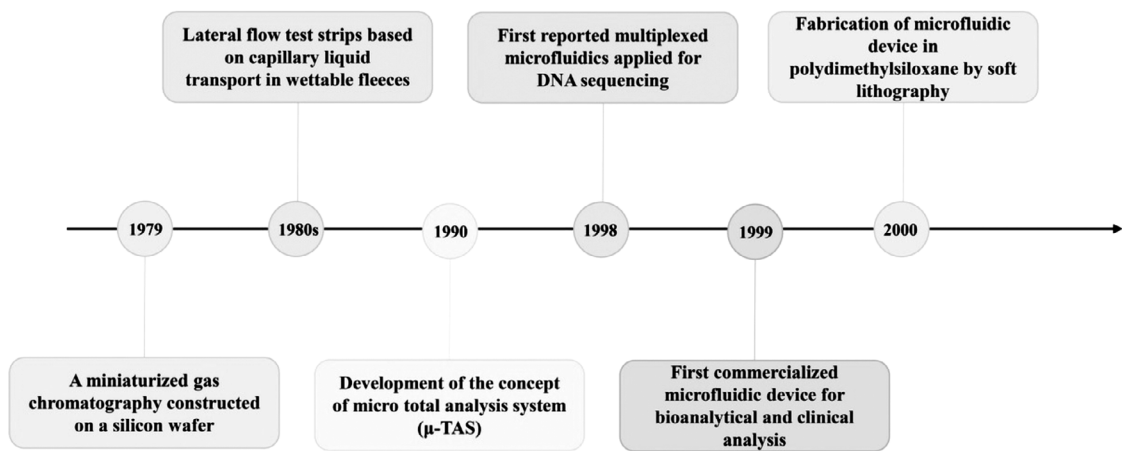 Lateral flow test strips based
on capillary liquid
transport in wettable fleeces
First reported multiplexed
microfluidics applied for
DNA sequencing
Fabrication of microfluidic
device in
polydimethylsiloxane by soft
lithography
1979
1980s
1990
1998
1999
2000
A miniaturized gas
chromatography constructed
on a silicon wafer
Development of the concept
of micro total analysis system
(μ-TAS)
First commercialized
microfluidic device for
bioanalytical and clinical
analysis